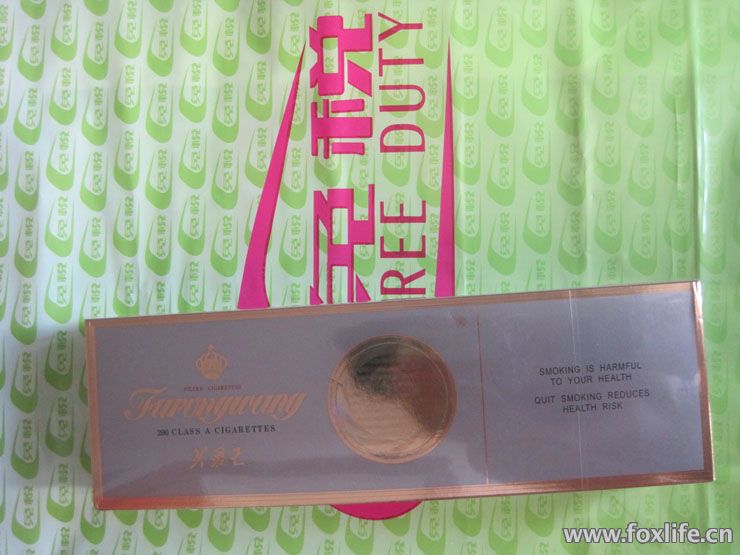 免税
FREE DUTY
FILTER CIGARETTES
Furongwang
200 CLASS A CIGARETTES
芙蓉王
®
SMOKING IS HARMFUL
TO YOUR HEALTH
QUIT SMOKING REDUCES
HEALTH RISK
www.foxlife.cn